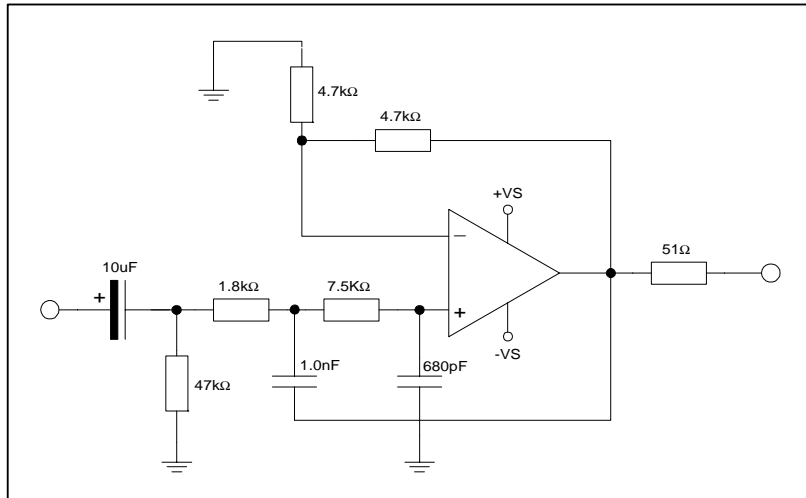 4.7kΩ
4.7kΩ
+VS
−
51Ω
10uF
+
1.8kΩ
7.5KΩ
+
-VS
1.0nF
680pF
47kΩ